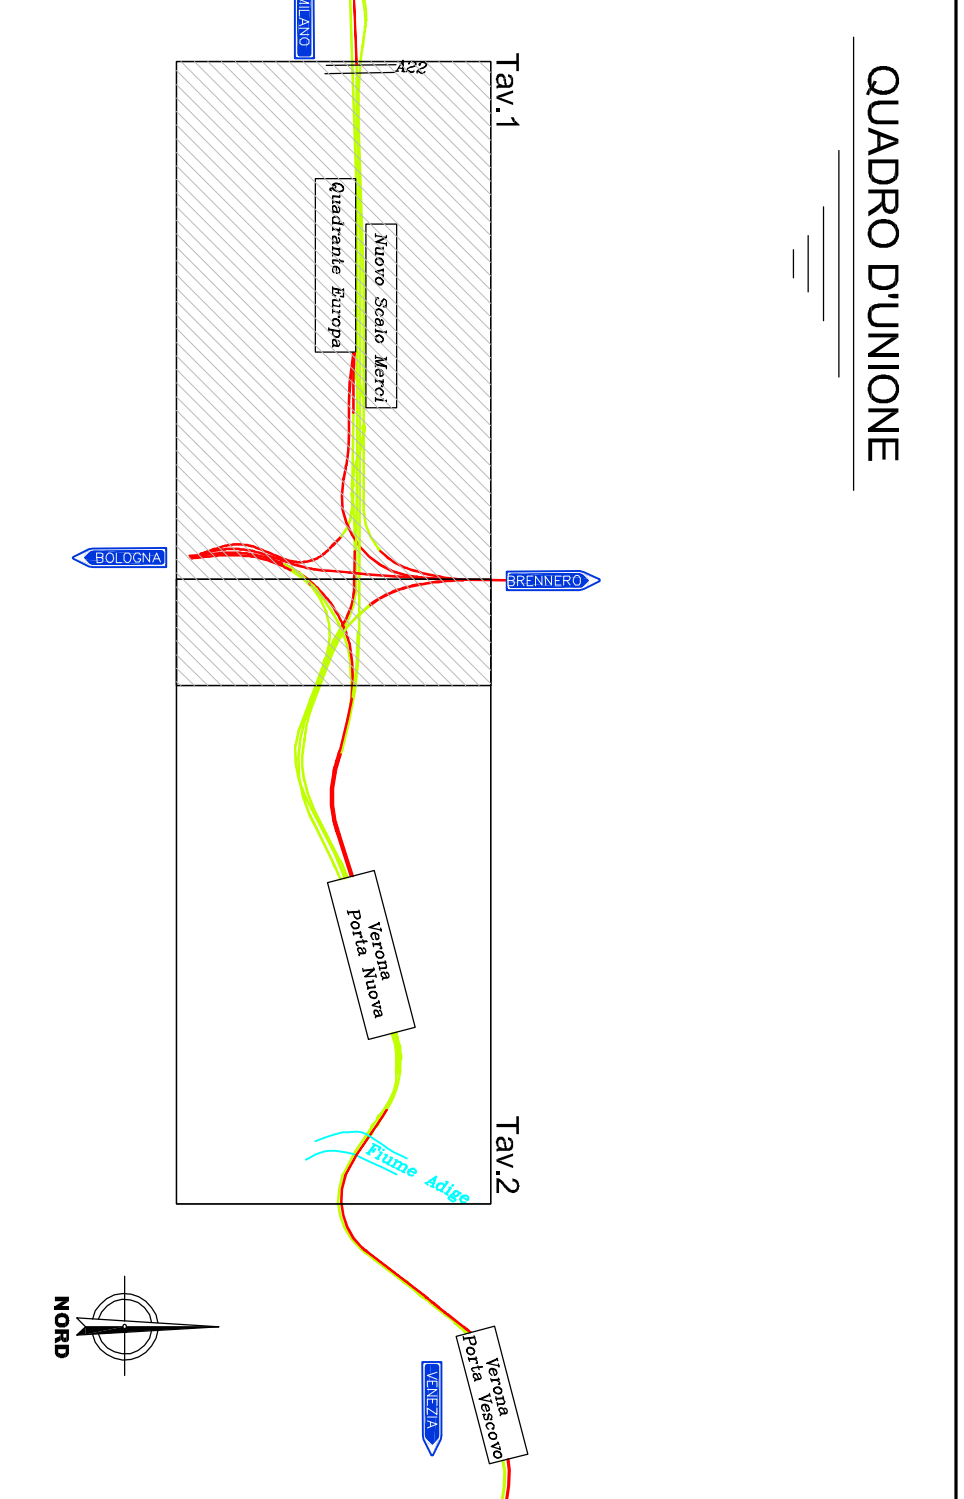 QUADRO D'UNIONE
Tav.1
Tav.2
MILANO
A22
Nuovo Scalo Merci
Quadrante Europa
BRENNERO
BOLOGNA
Verona
Porta Nuova
Fiume Adige
Verona
Porta Vescovo
VENEZIA
NORD